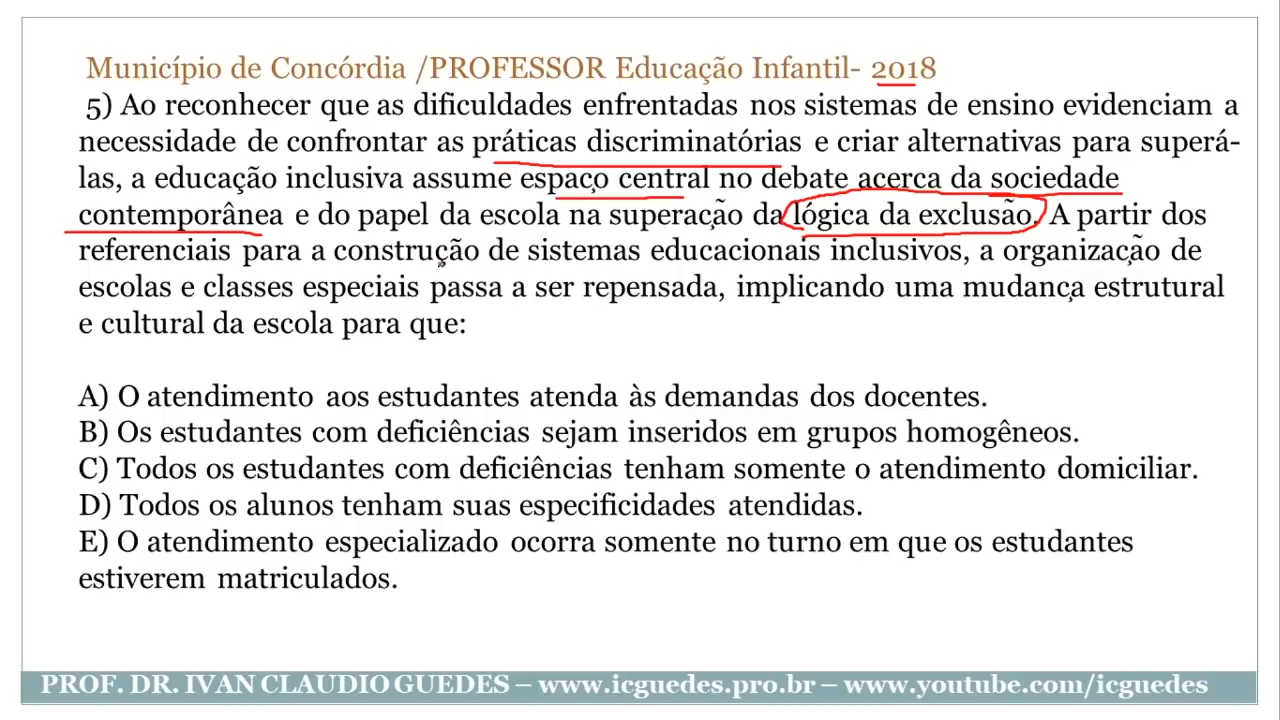 Município de Concórdia /PROFESSOR Educação Infantil- 2018
5) Ao reconhecer que as dificuldades enfrentadas nos sistemas de ensino evidenciam a
necessidade de confrontar as práticas discriminatórias e criar alternativas para superá-
las, a educação inclusiva assume espaço central no debate acerca da sociedade
contemporânea e do papel da escola na superação da lógica da exclusão. A partir dos
referenciais para a construção de sistemas educacionais inclusivos, a organização de
escolas e classes especiais passa a ser repensada, implicando uma mudança estrutural
e cultural da escola para que:
A) O atendimento aos estudantes atenda às demandas dos docentes.
B) Os estudantes com deficiências sejam inseridos em grupos homogêneos.
C) Todos os estudantes com deficiências tenham somente o atendimento domiciliar.
D) Todos os alunos tenham suas especificidades atendidas.
E) O atendimento especializado ocorra somente no turno em que os estudantes
estiverem matriculados.
PROF. DR. IVAN CLAUDIO GUEDES – www.icguedes.pro.br – www.youtube.com/icguedes